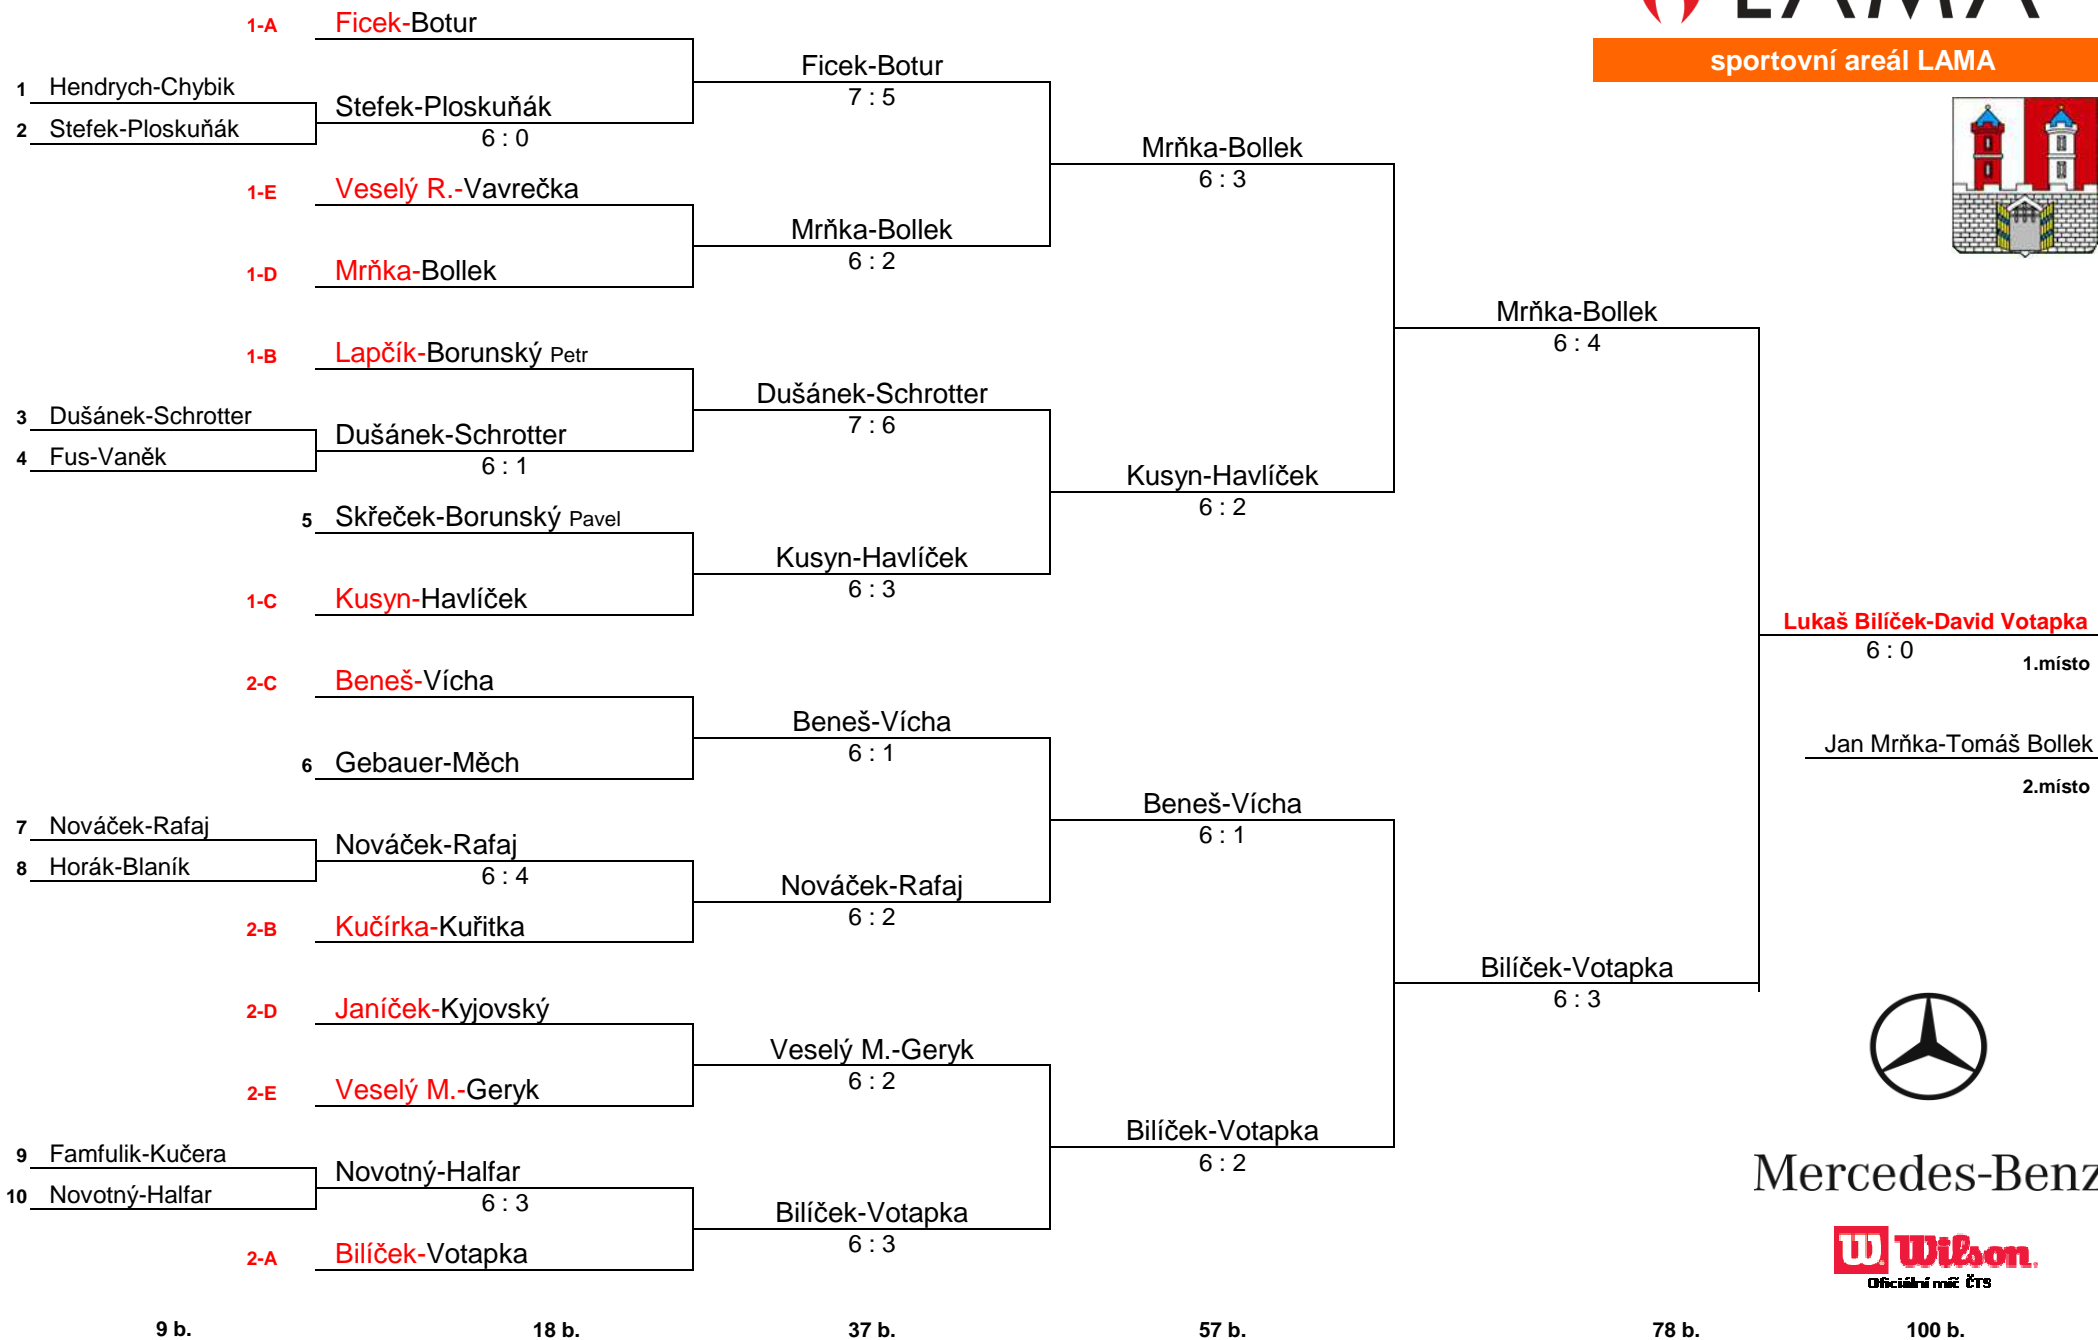 LAMA
sportovní areál LAMA
1-A Ficek-Botur
Ficek-Botur
7 : 5
1 Hendrych-Chybik
Stefek-Ploskuňák
6 : 0
2 Stefek-Ploskuňák
Mrňka-Bollek
6 : 3
1-E Veselý R.-Vavrečka
Mrňka-Bollek
6 : 2
1-D Mrňka-Bollek
Mrňka-Bollek
6 : 4
1-B Lapčík-Borunský Petr
Dušánek-Schrotter
7 : 6
3 Dušánek-Schrotter
Dušánek-Schrotter
6 : 1
4 Fus-Vaněk
Kusyn-Havlíček
6 : 2
5 Skřeček-Borunský Pavel
Kusyn-Havlíček
6 : 3
1-C Kusyn-Havlíček
Lukaš Bilíček-David Votapka
6 : 0
1.místo
2-C Beneš-Vícha
Beneš-Vícha
6 : 1
Jan Mrňka-Tomáš Bollek
2.místo
6 Gebauer-Měch
Beneš-Vícha
6 : 1
7 Nováček-Rafaj
Nováček-Rafaj
6 : 4
8 Horák-Blaník
Nováček-Rafaj
6 : 2
2-B Kučírka-Kuřitka
Bilíček-Votapka
6 : 3
2-D Janíček-Kyjovský
Veselý M.-Geryk
6 : 2
2-E Veselý M.-Geryk
Bilíček-Votapka
6 : 2
9 Famfulik-Kučera
Novotný-Halfar
6 : 3
10 Novotný-Halfar
Bilíček-Votapka
6 : 3
2-A Bilíček-Votapka
Mercedes-Benz
W Wilson.
Oficiální míč ČTS
9 b. 18 b. 37 b. 57 b. 78 b. 100 b.